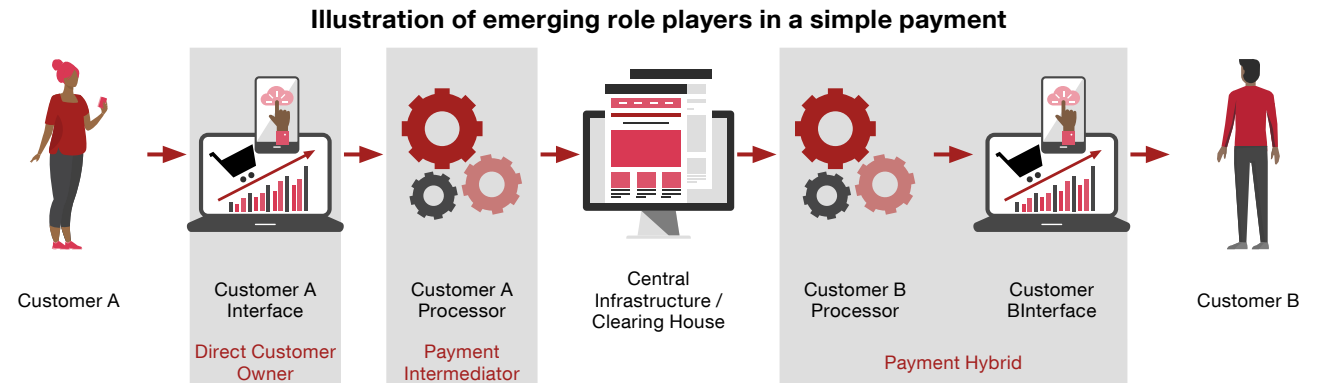 Illustration of emerging role players in a simple payment
Customer A
Customer A
Interface
Direct Customer
Owner
Customer A
Processor
Payment
Intermediator
Central
Infrastructure /
Clearing House
Customer B
Processor
Customer
BInterface
Payment Hybrid
Customer B